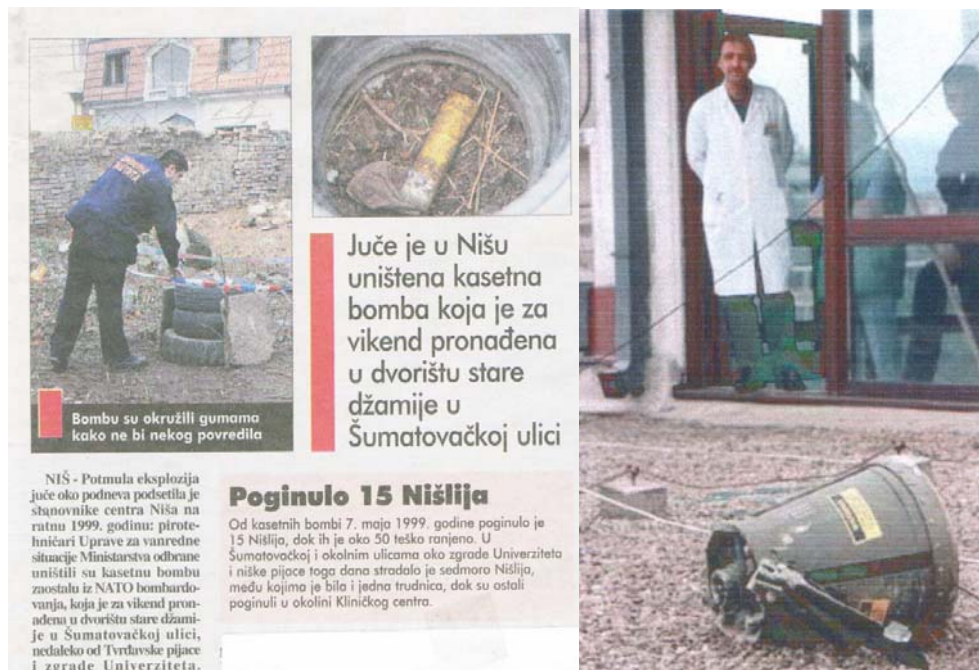 Bombu su okružili gumama
kako ne bi nekog povredila
Juče je u Nišu
uništena kasetna
bomba koja je za
vikend pronađena
u dvorištu stare
džamije u
Šumatovačkoj ulici
NIŠ - Potmula eksplozija
juče oko podneva podsetila je
stanovnike centra Niša na
ratnu 1999. godinu: pirote-
hničari Uprave za vanredne
situacije Ministarstva odbrane
uništili su kasetnu bombu
zaostalu iz NATO bombardo-
vanja, koja je za vikend pron-
ađena u dvorištu stare džami-
je u Šumatovačkoj ulici,
nedaleko od Tvrđavske pijace
i zgrade Univerziteta.
Poginulo 15 Nišlija
Od kasetnih bombi 7. maja 1999. godine poginulo je
15 Nišlija, dok ih je oko 50 teško ranjeno. U
Šumatovačkoj i okolnim ulicama oko zgrade Univerziteta
i niške pijace toga dana stradalo je sedmoro Nišlija,
među kojima je bila i jedna trudnica, dok su ostali
poginuli u okolini Kliničkog centra.